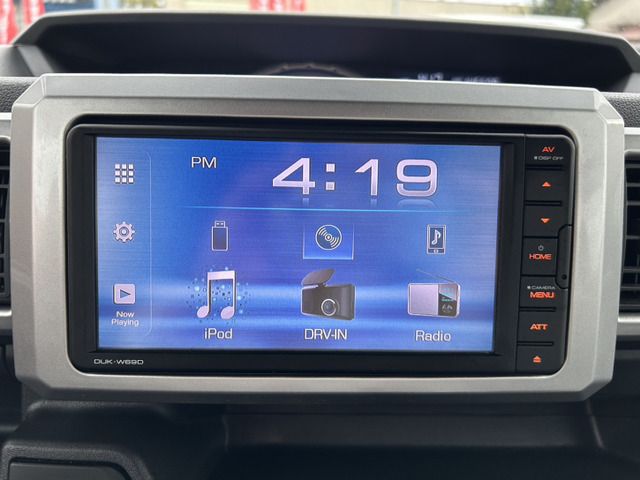 PM 4:19
Now
Playing
iPod
DRV-IN
Radio
DUK-W69D
AV
DISP OFF
HOME
CAMERA
MENU
ATT